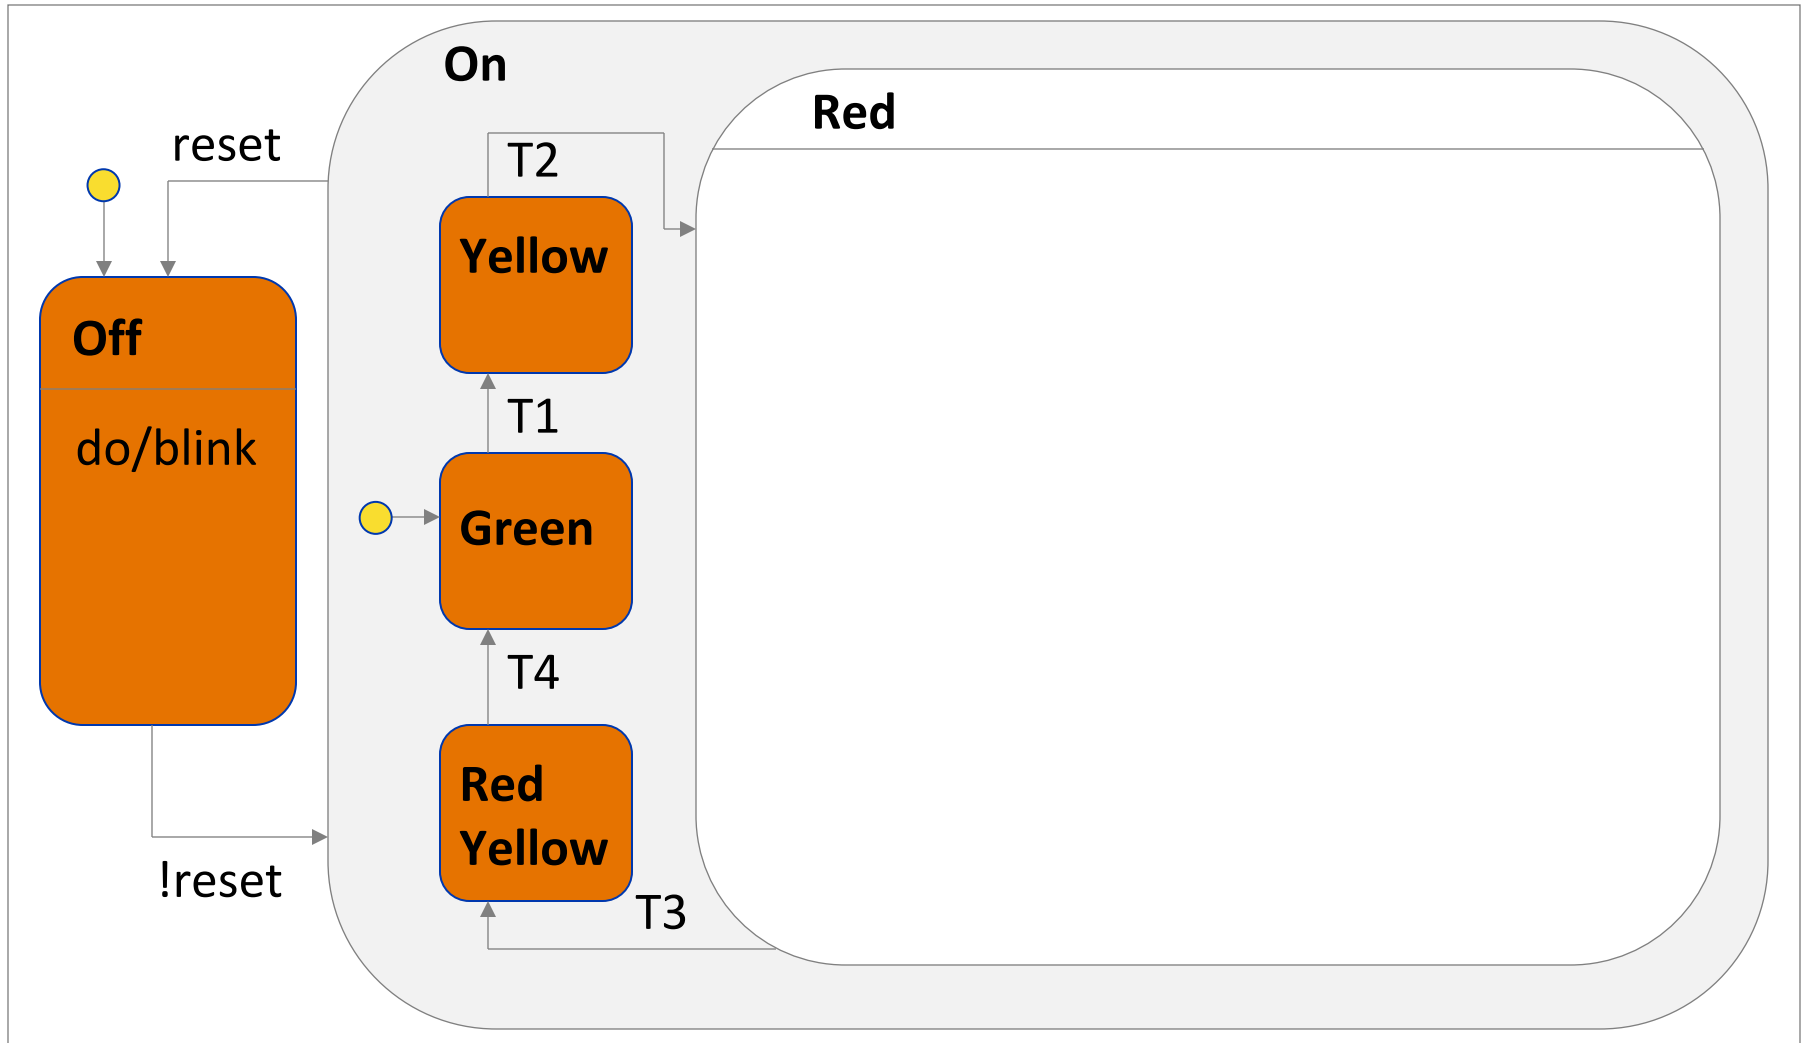 On
Red
reset
T2
Yellow
Off
do/blink
T1
Green
T4
Red
Yellow
!reset
T3